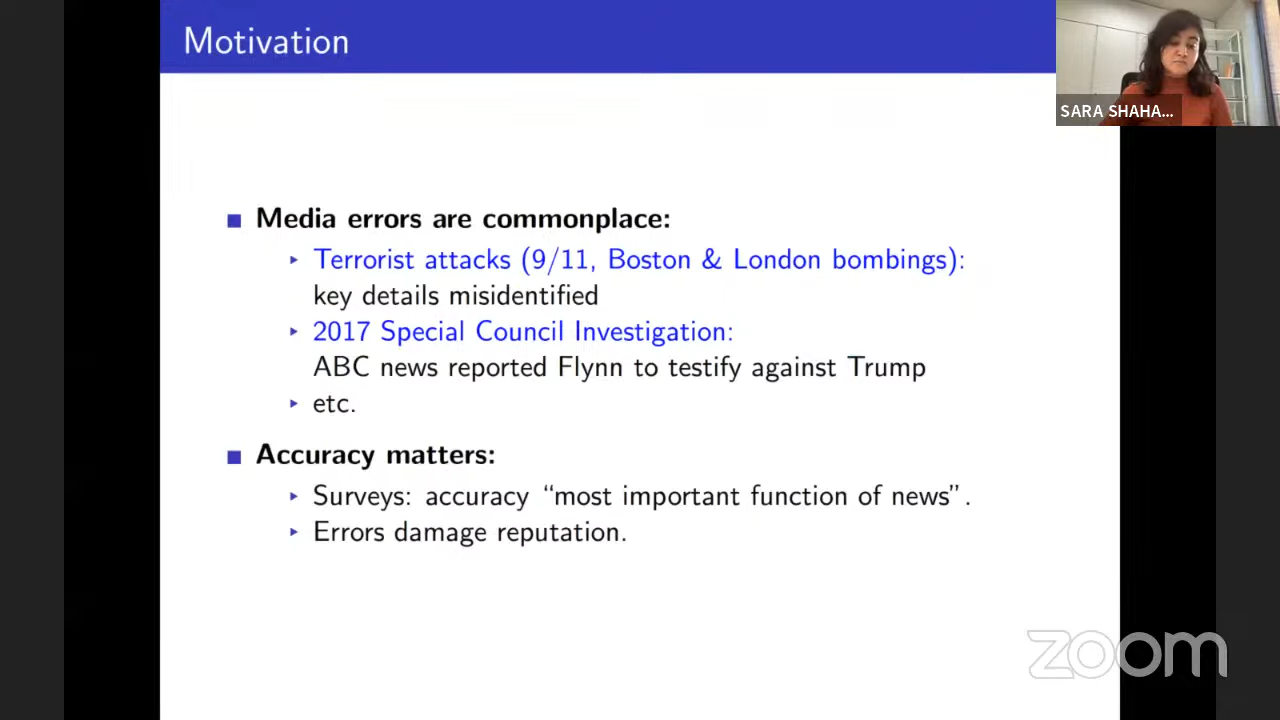 Motivation
SARA SHAHA...
Media errors are commonplace:
Terrorist attacks (9/11, Boston & London bombings):
key details misidentified
2017 Special Council Investigation:
ABC news reported Flynn to testify against Trump
etc.
Accuracy matters:
Surveys: accuracy “most important function of news”.
Errors damage reputation.
zoom